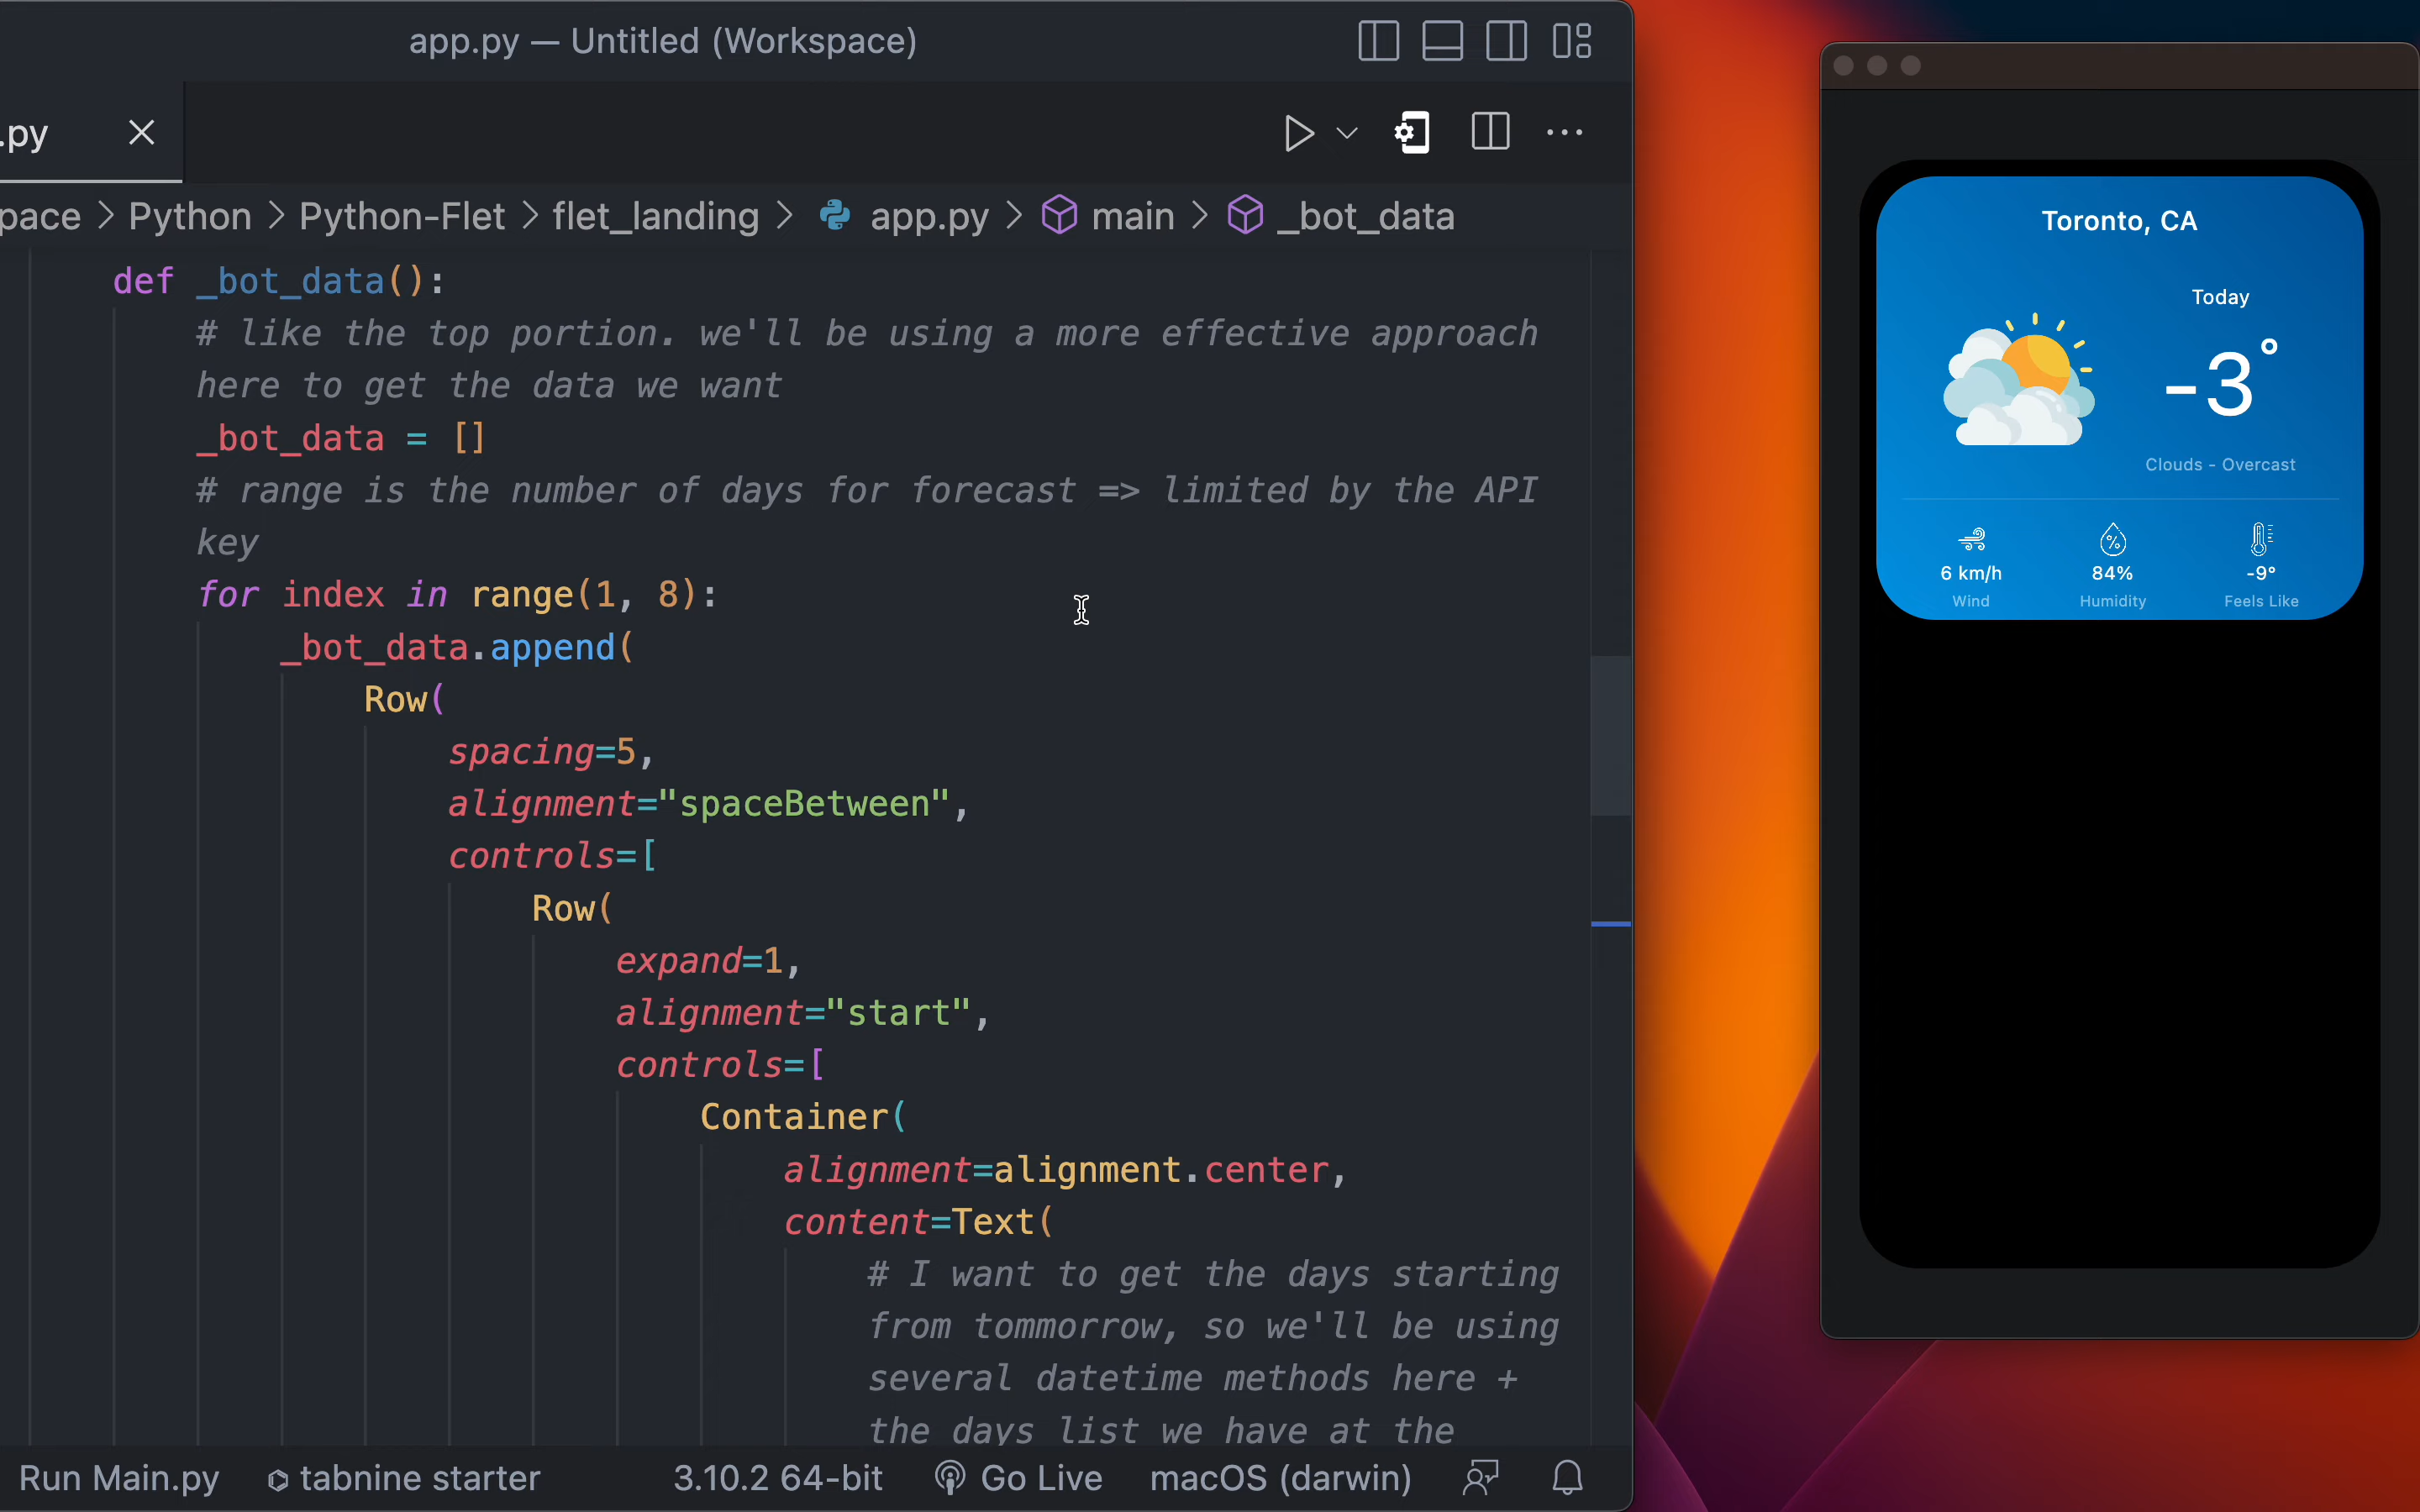 app.py — Untitled (Workspace)
.py
pace > Python > Python-Flet > flet_landing > app.py > main > _bot_data
def _bot_data():
# like the top portion. we'll be using a more effective approach
here to get the data we want
_bot_data = []
# range is the number of days for forecast => limited by the API
key
for index in range(1, 8):
_bot_data.append(
Row(
spacing=5,
alignment="spaceBetween",
controls=[
Row(
expand=1,
alignment="start",
controls=[
Container(
alignment=alignment.center,
content=Text(
# I want to get the days starting
from tommorrow, so we'll be using
several datetime methods here +
the days list we have at the
Run Main.py tabnine starter 3.10.2 64-bit Go Live macOS (darwin)
Toronto, CA
Today
-3°
Clouds - Overcast
6 km/h 84% -9°
Wind Humidity Feels Like